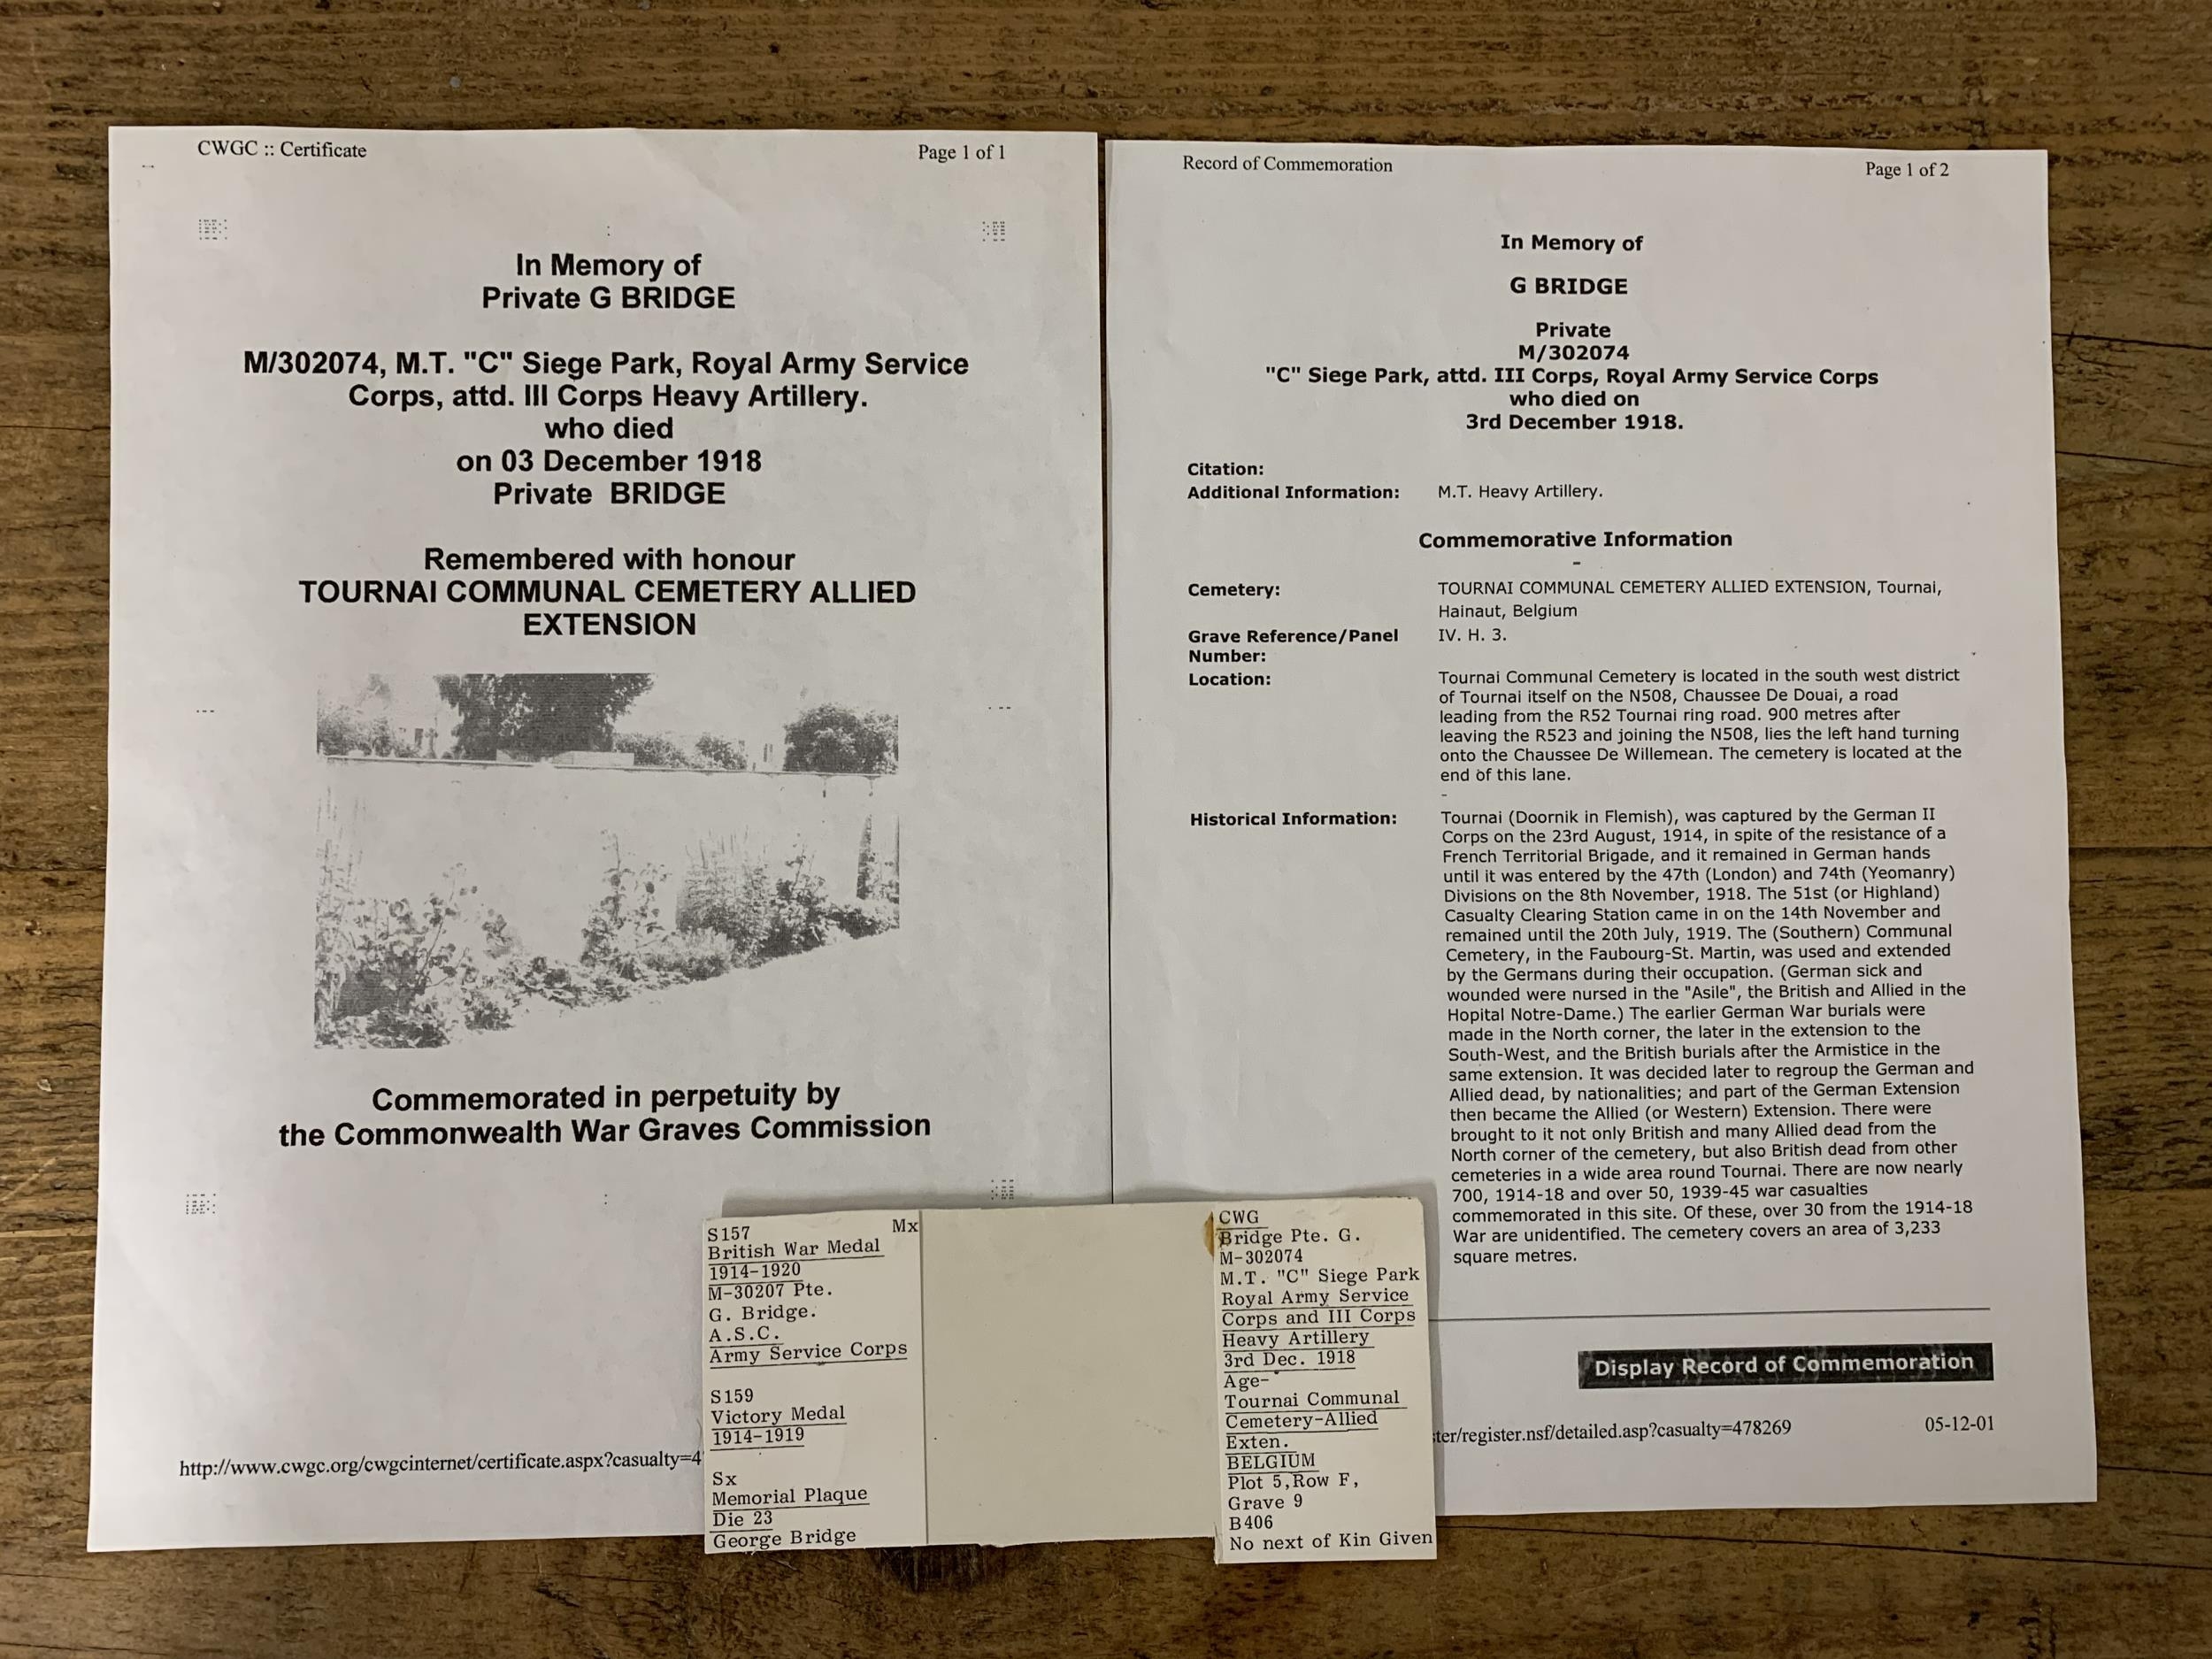 CWGC :: Certificate
Page 1 of 1
In Memory of
Private G BRIDGE
M/302074, M.T. "C" Siege Park, Royal Army Service
Corps, attd. III Corps Heavy Artillery.
who died
on 03 December 1918
Private BRIDGE
Remembered with honour
TOURNAI COMMUNAL CEMETERY ALLIED
EXTENSION
Commemorated in perpetuity by
the Commonwealth War Graves Commission
http://www.cwgc.org/cwgcinternet/certificate.aspx?casualty=4
Record of Commemoration
Page 1 of 2
In Memory of
G BRIDGE
Private
M/302074
"C" Siege Park, attd. III Corps, Royal Army Service Corps
who died on
3rd December 1918.
Citation:
Additional Information: M.T. Heavy Artillery.
Commemorative Information
-
Cemetery: TOURNAI COMMUNAL CEMETERY ALLIED EXTENSION, Tournai,
Hainaut, Belgium
Grave Reference/Panel IV. H. 3.
Number:
Location: Tournai Communal Cemetery is located in the south west district
of Tournai itself on the N508, Chaussee De Douai, a road
leading from the R52 Tournai ring road. 900 metres after
leaving the R523 and joining the N508, lies the left hand turning
onto the Chaussee De Willemean. The cemetery is located at the
end of this lane.
-
Historical Information: Tournai (Doornik in Flemish), was captured by the German II
Corps on the 23rd August, 1914, in spite of the resistance of a
French Territorial Brigade, and it remained in German hands
until it was entered by the 47th (London) and 74th (Yeomanry)
Divisions on the 8th November, 1918. The 51st (or Highland)
Casualty Clearing Station came in on the 14th November and
remained until the 20th July, 1919. The (Southern) Communal
Cemetery, in the Faubourg-St. Martin, was used and extended
by the Germans during their occupation. (German sick and
wounded were nursed in the "Asile", the British and Allied in the
Hopital Notre-Dame.) The earlier German War burials were
made in the North corner, the later in the extension to the
South-West, and the British burials after the Armistice in the
same extension. It was decided later to regroup the German and
Allied dead, by nationalities; and part of the German Extension
then became the Allied (or Western) Extension. There were
brought to it not only British and many Allied dead from the
North corner of the cemetery, but also British dead from other
cemeteries in a wide area round Tournai. There are now nearly
700, 1914-18 and over 50, 1939-45 war casualties
commemorated in this site. Of these, over 30 from the 1914-18
War are unidentified. The cemetery covers an area of 3,233
square metres.
Display Record of Commemoration
ter/register.nsf/detailed.asp?casualty=478269
05-12-01
S157 Mx
British War Medal
1914-1920
M-30207 Pte.
G. Bridge.
A.S.C.
Army Service Corps
S159
Victory Medal
1914-1919
Sx
Memorial Plaque
Die 23
George Bridge
CWG
Bridge Pte. G.
M-302074
M.T. "C" Siege Park
Royal Army Service
Corps and III Corps
Heavy Artillery
3rd Dec. 1918
Age-
Tournai Communal
Cemetery-Allied
Exten.
BELGIUM
Plot 5,Row F,
Grave 9
B406
No next of Kin Given